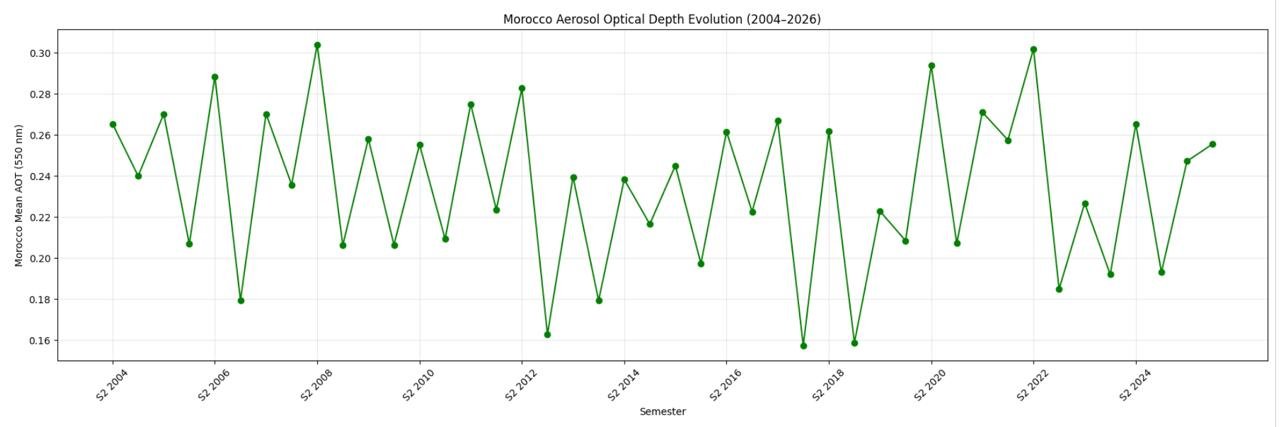 Morocco Aerosol Optical Depth Evolution (2004–2026)
Morocco Mean AOT (550 nm)
0.30
0.28
0.26
0.24
0.22
0.20
0.18
0.16
S2 2004
S2 2006
S2 2008
S2 2010
S2 2012
S2 2014
S2 2016
S2 2018
S2 2020
S2 2022
S2 2024
Semester